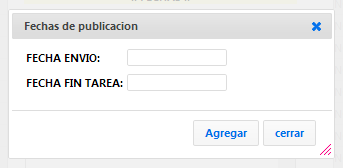 Fechas de publicacion
FECHA ENVIO:
FECHA FIN TAREA:
Agregar cerrar